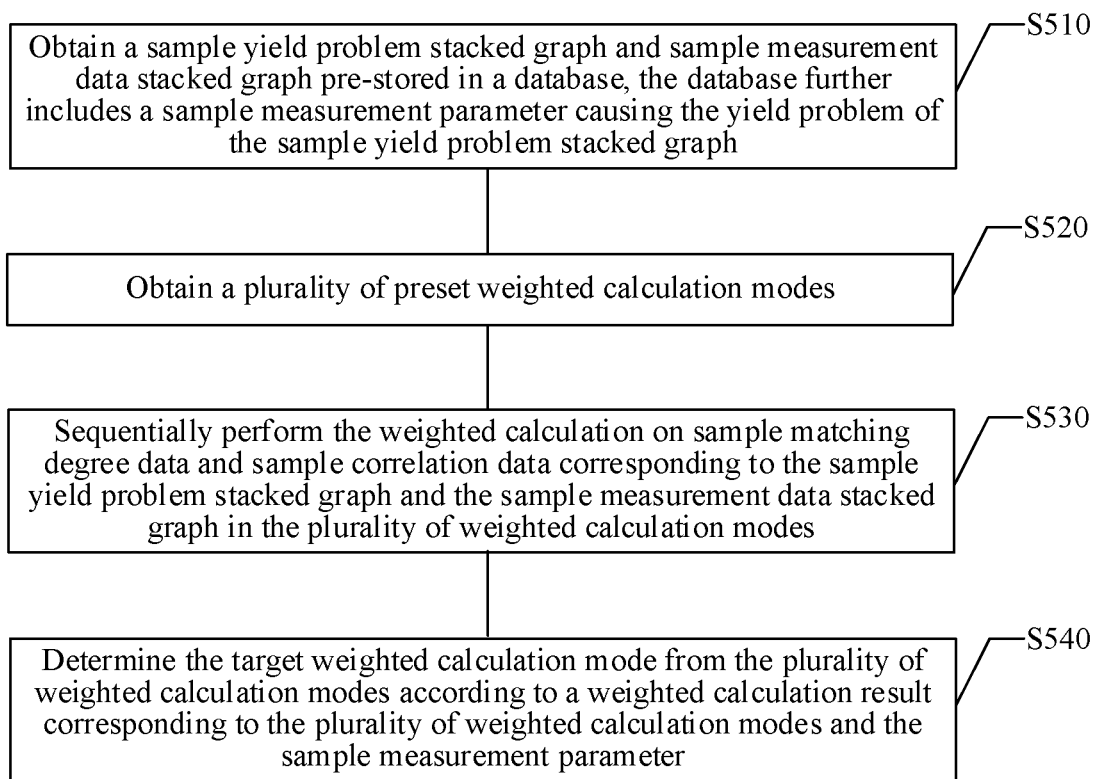 S510
Obtain a sample yield problem stacked graph and sample measurement
data stacked graph pre-stored in a database, the database further
includes a sample measurement parameter causing the yield problem of
the sample yield problem stacked graph
S520
Obtain a plurality of preset weighted calculation modes
S530
Sequentially perform the weighted calculation on sample matching
degree data and sample correlation data corresponding to the sample
yield problem stacked graph and the sample measurement data stacked
graph in the plurality of weighted calculation modes
S540
Determine the target weighted calculation mode from the plurality of
weighted calculation modes according to a weighted calculation result
corresponding to the plurality of weighted calculation modes and the
sample measurement parameter